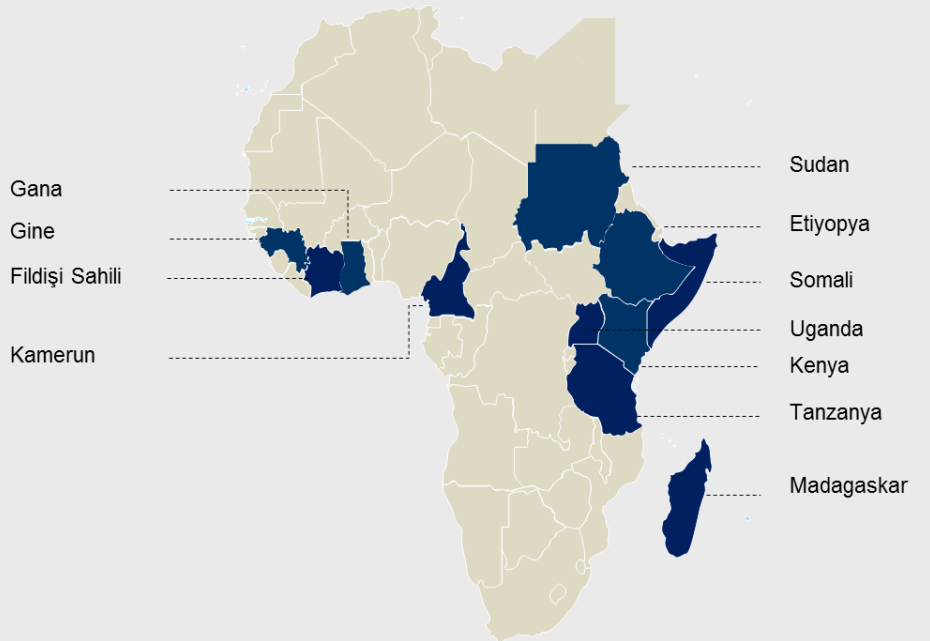 Gana
Gine
Fildişi Sahili
Kamerun
Sudan
Etiyopya
Somali
Uganda
Kenya
Tanzanya
Madagaskar